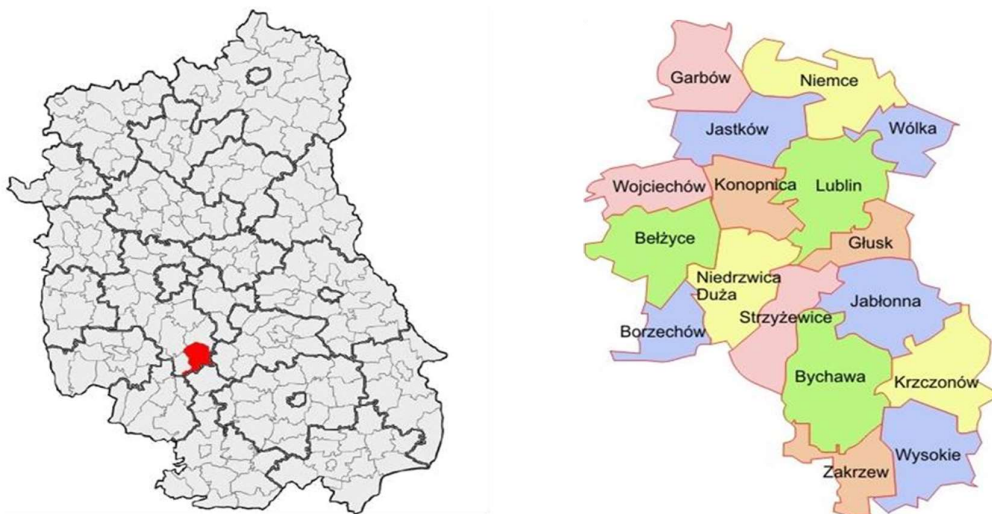 Garbów
Niemce
Jastków
Wólka
Wojciechów
Konopnica
Lublin
Bełżyce
Głusk
Niedrzwica
Duża
Jabłonna
Strzyżewice
Borzechów
Bychawa
Krzczonów
Wysokie
Zakrzew